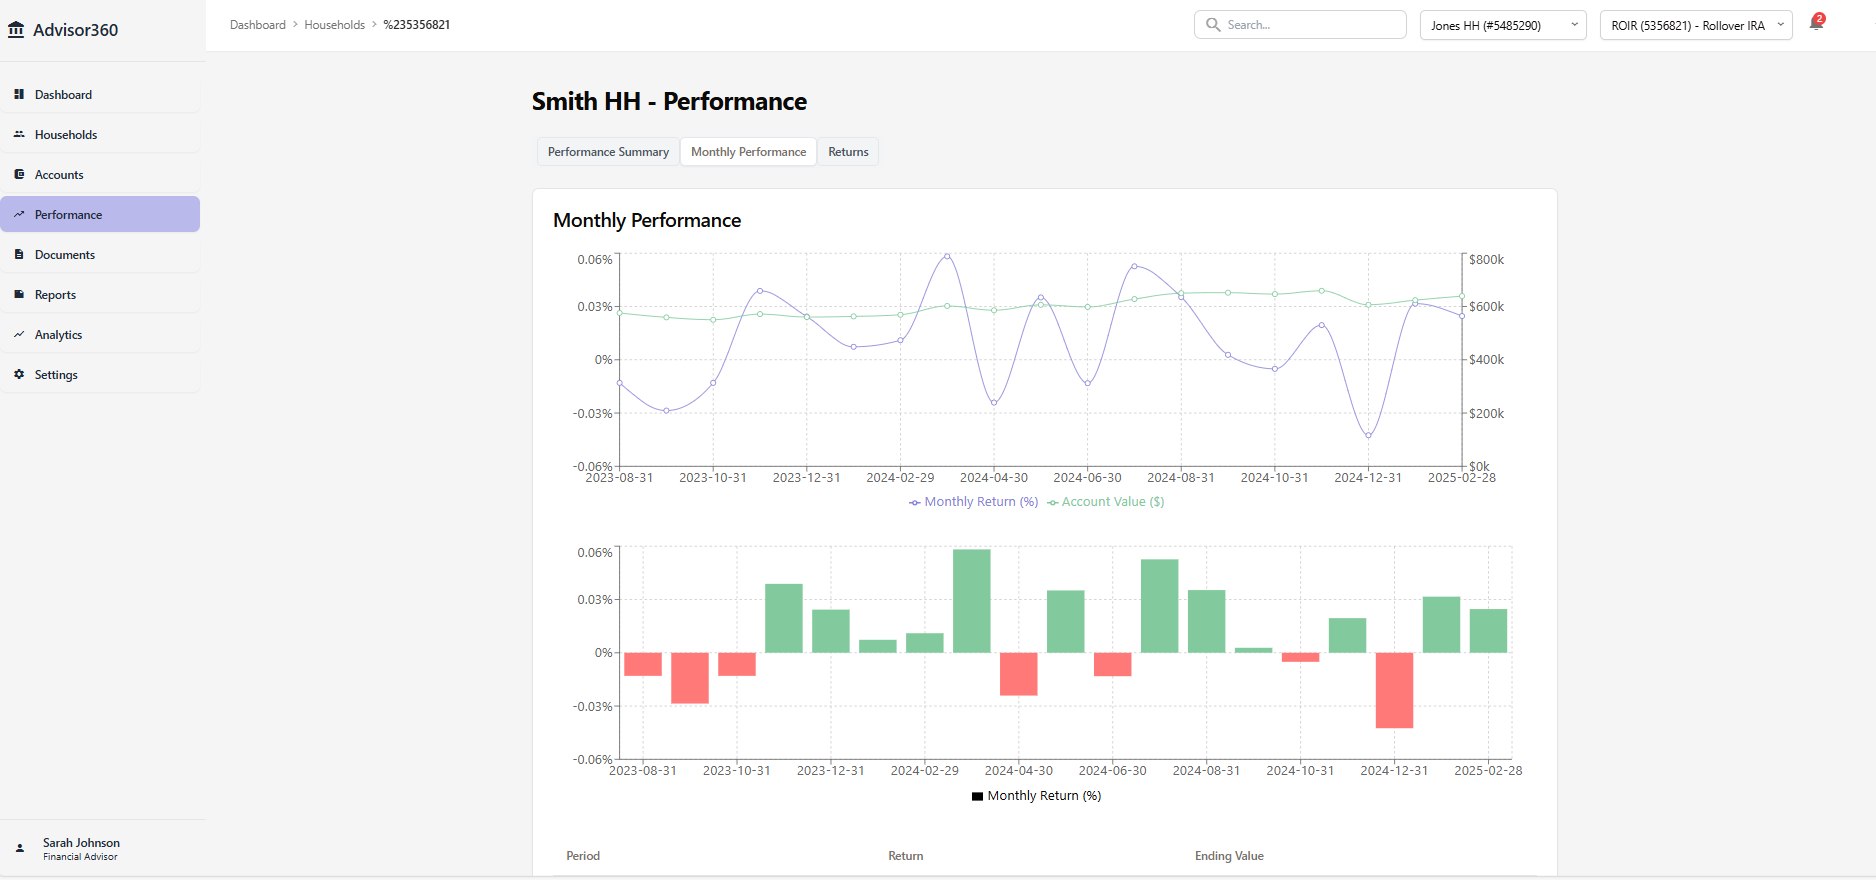 Advisor360
Dashboard > Households > %235356821
Search...
Jones HH (#5485290)
ROIR (5356821) - Rollover IRA
2
Dashboard
Households
Accounts
Performance
Documents
Reports
Analytics
Settings
Sarah Johnson
Financial Advisor
Smith HH - Performance
Performance Summary
Monthly Performance
Returns
Monthly Performance
0.06%
0.03%
0%
-0.03%
-0.06%
$800k
$600k
$400k
$200k
$0k
2023-08-31 2023-10-31 2023-12-31 2024-02-29 2024-04-30 2024-06-30 2024-08-31 2024-10-31 2024-12-31 2025-02-28
Monthly Return (%) Account Value ($)
0.06%
0.03%
0%
-0.03%
-0.06%
2023-08-31 2023-10-31 2023-12-31 2024-02-29 2024-04-30 2024-06-30 2024-08-31 2024-10-31 2024-12-31 2025-02-28
Monthly Return (%)
Period Return Ending Value